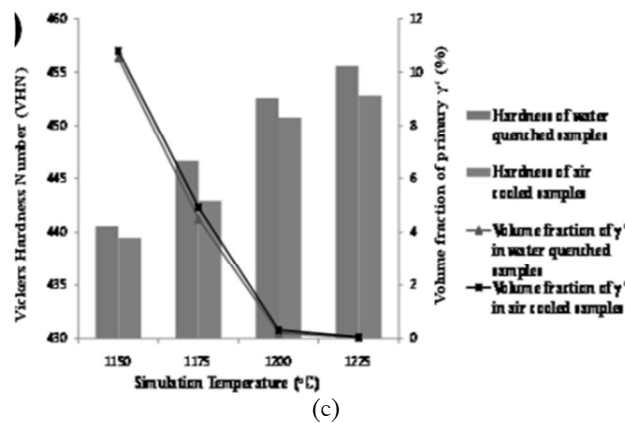 460
455
450
445
440
435
430
Vickers Hardness Number (VHN)
12
10
8
6
4
2
0
Volume fraction of primary γ' (%)
1150
1175
1200
1225
Simulation Temperature (°C)
Hardness of water
quenched samples
Hardness of air
cooled samples
Volume fraction of γ'
in water quenched
samples
Volume fraction of γ'
in air cooled samples
(c)